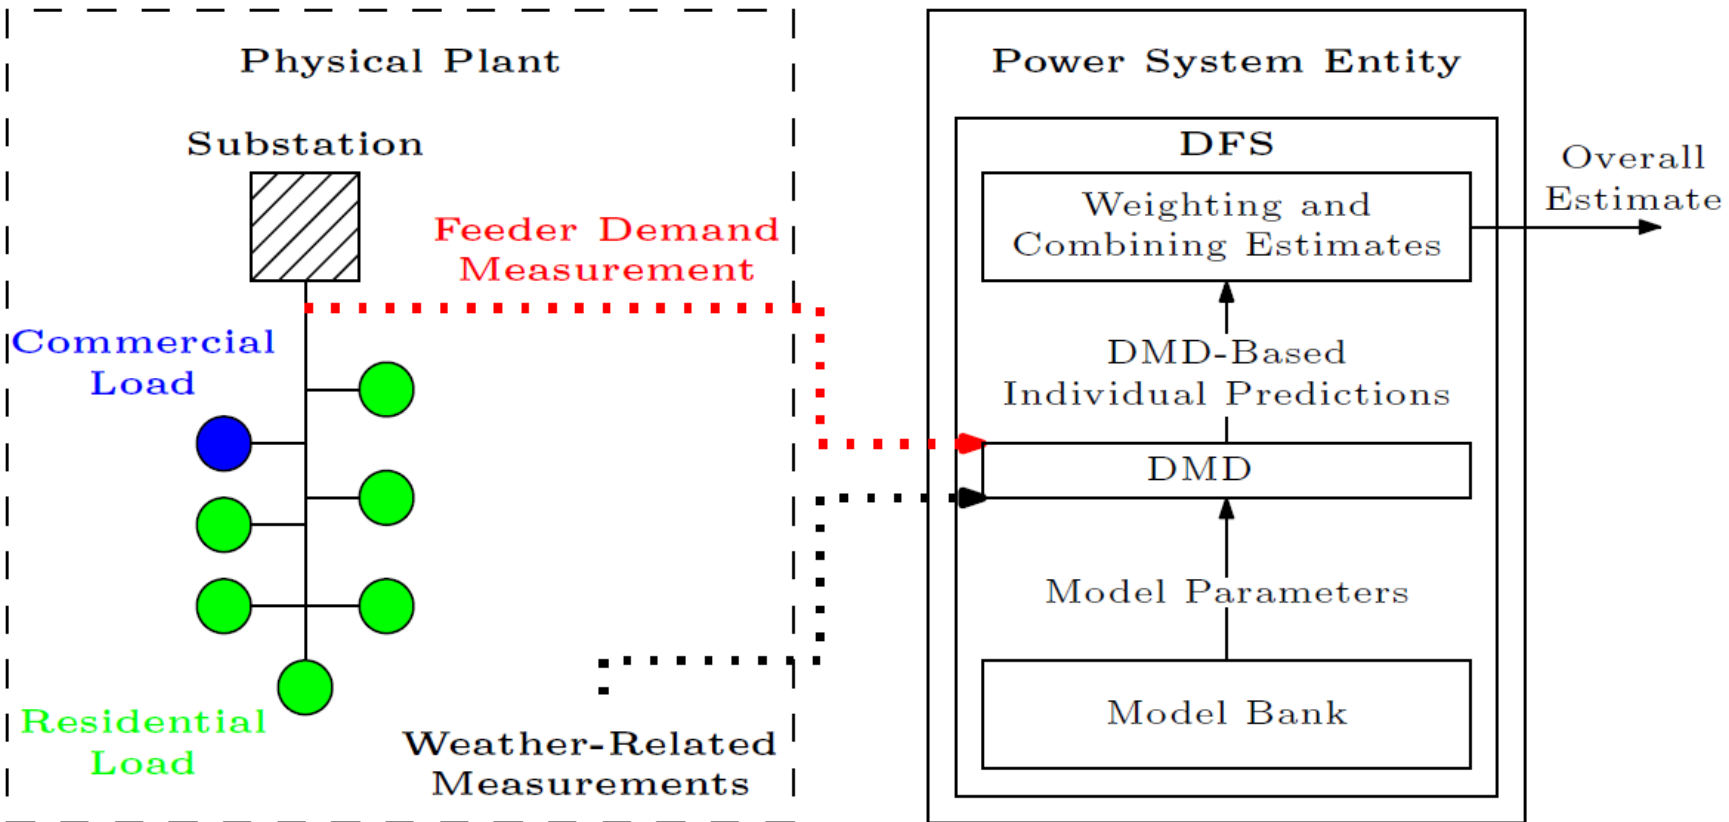 Physical Plant
Substation
Feeder Demand
Measurement
Commercial
Load
Residential
Load
Weather-Related
Measurements
Power System Entity
DFS
Weighting and
Combining Estimates
Overall
Estimate
DMD-Based
Individual Predictions
DMD
Model Parameters
Model Bank